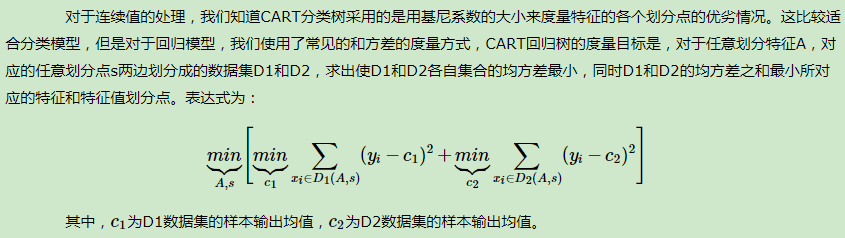 对于连续值的处理，我们知道CART分类树采用的是用基尼系数的大小来度量特征的各个划分点的优劣情况。这比较适
合分类模型，但是对于回归模型，我们使用了常见的和方差的度量方式，CART回归树的度量目标是，对于任意划分特征A，对
应的任意划分点s两边划分成的数据集D1和D2，求出使D1和D2各自集合的均方差最小，同时D1和D2的均方差之和最小所对
应的特征和特征值划分点。表达式为：
$\underbrace{min}_{A,s}\left[\underbrace{min}_{c_1}\sum_{x_i\in D_1(A,s)}(y_i-c_1)^2+\underbrace{min}_{c_2}\sum_{x_i\in D_2(A,s)}(y_i-c_2)^2\right]$
其中，$c_1$为D1数据集的样本输出均值，$c_2$为D2数据集的样本输出均值。